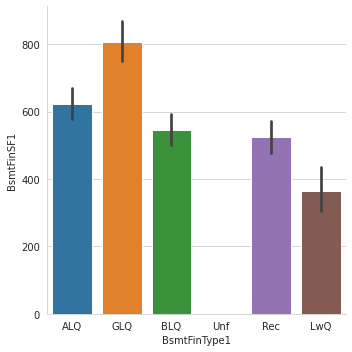 800
600
400
200
0
BsmtFinSF1
ALQ GLQ BLQ Unf Rec LwQ
BsmtFinType1